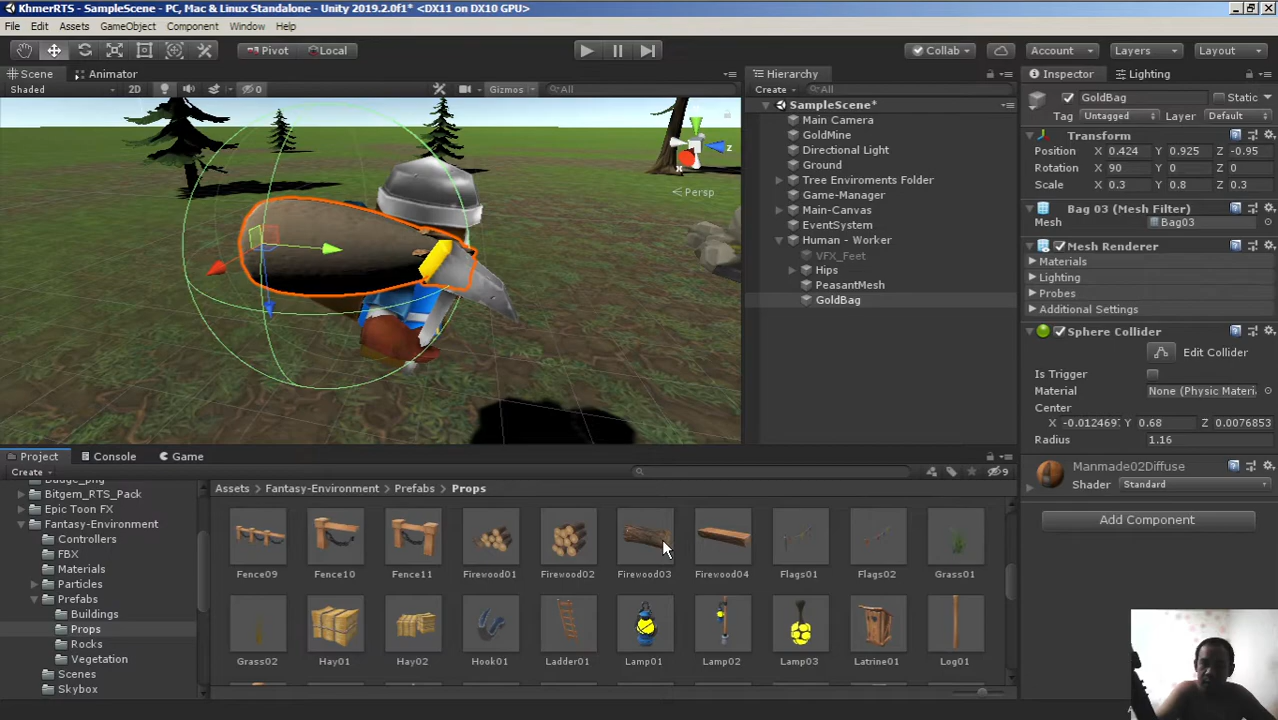 KhmerRTS - SampleScene - PC, Mac & Linux Standalone - Unity 2019.2.0f1* <DX11 on DX10 GPU>
File Edit Assets GameObject Component Window Help
Pivot Local Collab Account Layers Layout
Scene Animator
Shaded 2D 0 Gizmos All
z
x
Persp
Hierarchy
Create All
SampleScene*
Main Camera
GoldMine
Directional Light
Ground
Tree Enviroments Folder
Game-Manager
Main-Canvas
EventSystem
Human - Worker
VFX_Feet
Hips
PeasantMesh
GoldBag
Inspector Lighting
GoldBag Static
Tag Untagged Layer Default
Transform
Position X 0.424 Y 0.925 Z -0.95
Rotation X 90 Y 0 Z 0
Scale X 0.3 Y 0.8 Z 0.3
Bag 03 (Mesh Filter)
Mesh Bag03
Mesh Renderer
Materials
Lighting
Probes
Additional Settings
Sphere Collider
Edit Collider
Is Trigger
Material None (Physic Materi
Center
X -0.012469 Y 0.68 Z 0.0076853
Radius 1.16
Manmade02Diffuse
Shader Standard
Add Component
Project Console Game
Create 9
Bitgem_RTS_Pack
Epic Toon FX
Fantasy-Environment
Controllers
FBX
Materials
Particles
Prefabs
Buildings
Props
Rocks
Vegetation
Scenes
Skybox
Assets Fantasy-Environment Prefabs Props
Fence09 Fence10 Fence11 Firewood01 Firewood02 Firewood03 Firewood04 Flags01 Flags02 Grass01
Grass02 Hay01 Hay02 Hook01 Ladder01 Lamp01 Lamp02 Lamp03 Latrine01 Log01